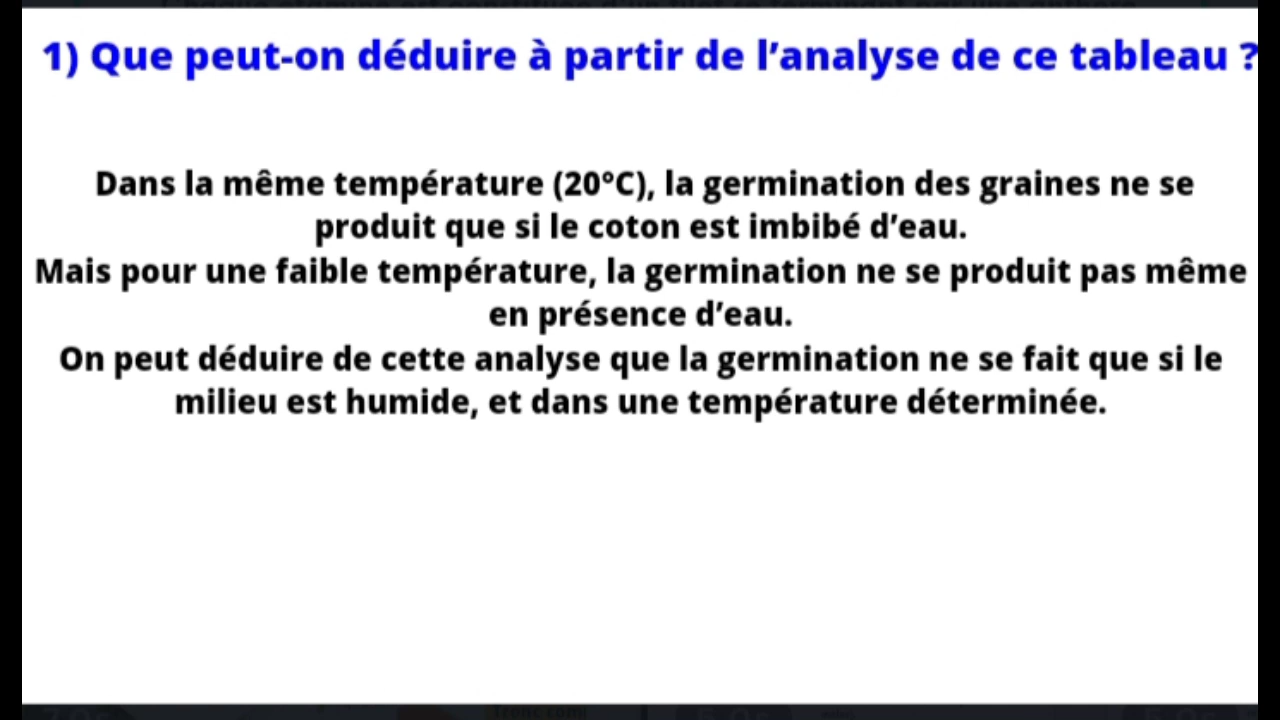 1) Que peut-on déduire à partir de l’analyse de ce tableau ?
Dans la même température (20°C), la germination des graines ne se
produit que si le coton est imbibé d’eau.
Mais pour une faible température, la germination ne se produit pas même
en présence d’eau.
On peut déduire de cette analyse que la germination ne se fait que si le
milieu est humide, et dans une température déterminée.